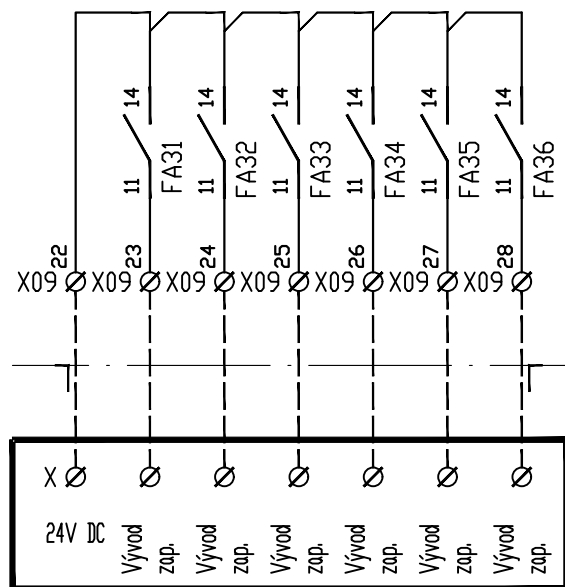 14 14 14 14 14 14
11 11 11 11 11 11
FA31 FA32 FA33 FA34 FA35 FA36
22 23 24 25 26 27 28
X09 X09 X09 X09 X09 X09 X09
X
24V DC
Vývod zap.
Vývod zap.
Vývod zap.
Vývod zap.
Vývod zap.
Vývod zap.